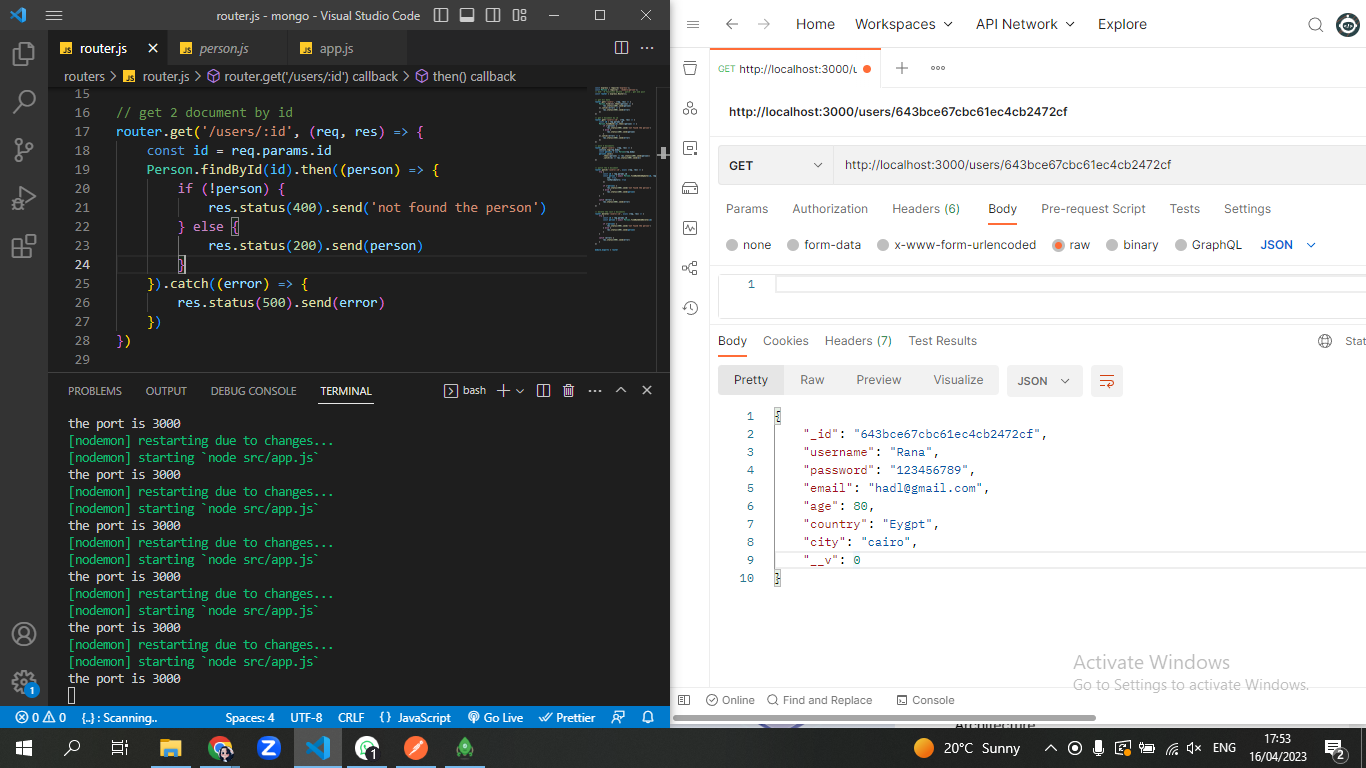 router.js - mongo - Visual Studio Code
router.js
person.js
app.js
routers > router.js > router.get('/users/:id') callback > then() callback
15
16 // get 2 document by id
17 router.get('/users/:id', (req, res) => {
18 const id = req.params.id
19 Person.findById(id).then((person) => {
20 if (!person) {
21 res.status(400).send('not found the person')
22 } else {
23 res.status(200).send(person)
24 }
25 }).catch((error) => {
26 res.status(500).send(error)
27 })
28 })
29
PROBLEMS OUTPUT DEBUG CONSOLE TERMINAL bash
the port is 3000
[nodemon] restarting due to changes...
[nodemon] starting `node src/app.js`
the port is 3000
[nodemon] restarting due to changes...
[nodemon] starting `node src/app.js`
the port is 3000
[nodemon] restarting due to changes...
[nodemon] starting `node src/app.js`
the port is 3000
[nodemon] restarting due to changes...
[nodemon] starting `node src/app.js`
the port is 3000
[nodemon] restarting due to changes...
[nodemon] starting `node src/app.js`
the port is 3000
1
0 0 {..} : Scanning.. Spaces: 4 UTF-8 CRLF {} JavaScript Go Live Prettier
Home Workspaces API Network Explore
GET http://localhost:3000/u
http://localhost:3000/users/643bce67cbc61ec4cb2472cf
GET http://localhost:3000/users/643bce67cbc61ec4cb2472cf
Params Authorization Headers (6) Body Pre-request Script Tests Settings
none form-data x-www-form-urlencoded raw binary GraphQL JSON
1
Body Cookies Headers (7) Test Results Stat
Pretty Raw Preview Visualize JSON
1 {
2 "_id": "643bce67cbc61ec4cb2472cf",
3 "username": "Rana",
4 "password": "123456789",
5 "email": "hadl@gmail.com",
6 "age": 80,
7 "country": "Eygpt",
8 "city": "cairo",
9 "__v": 0
10 }
Activate Windows
Go to Settings to activate Windows.
Online Find and Replace Console
20°C Sunny ENG 17:53
16/04/2023
2